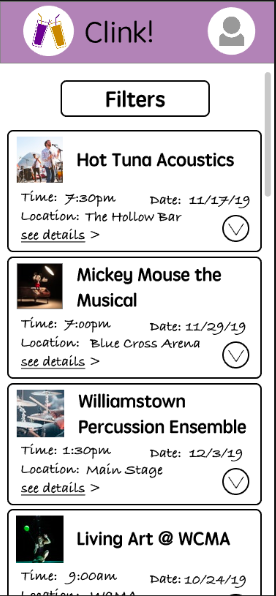 Clink!
Filters
Hot Tuna Acoustics
Time: 7:30pm Date: 11/17/19
Location: The Hollow Bar
see details >
Mickey Mouse the
Musical
Time: 7:00pm Date: 11/29/19
Location: Blue Cross Arena
see details >
Williamstown
Percussion Ensemble
Time: 1:30pm Date: 12/3/19
Location: Main Stage
see details >
Living Art @ WCMA
Time: 9:00am Date: 10/24/19
Location: WCMA